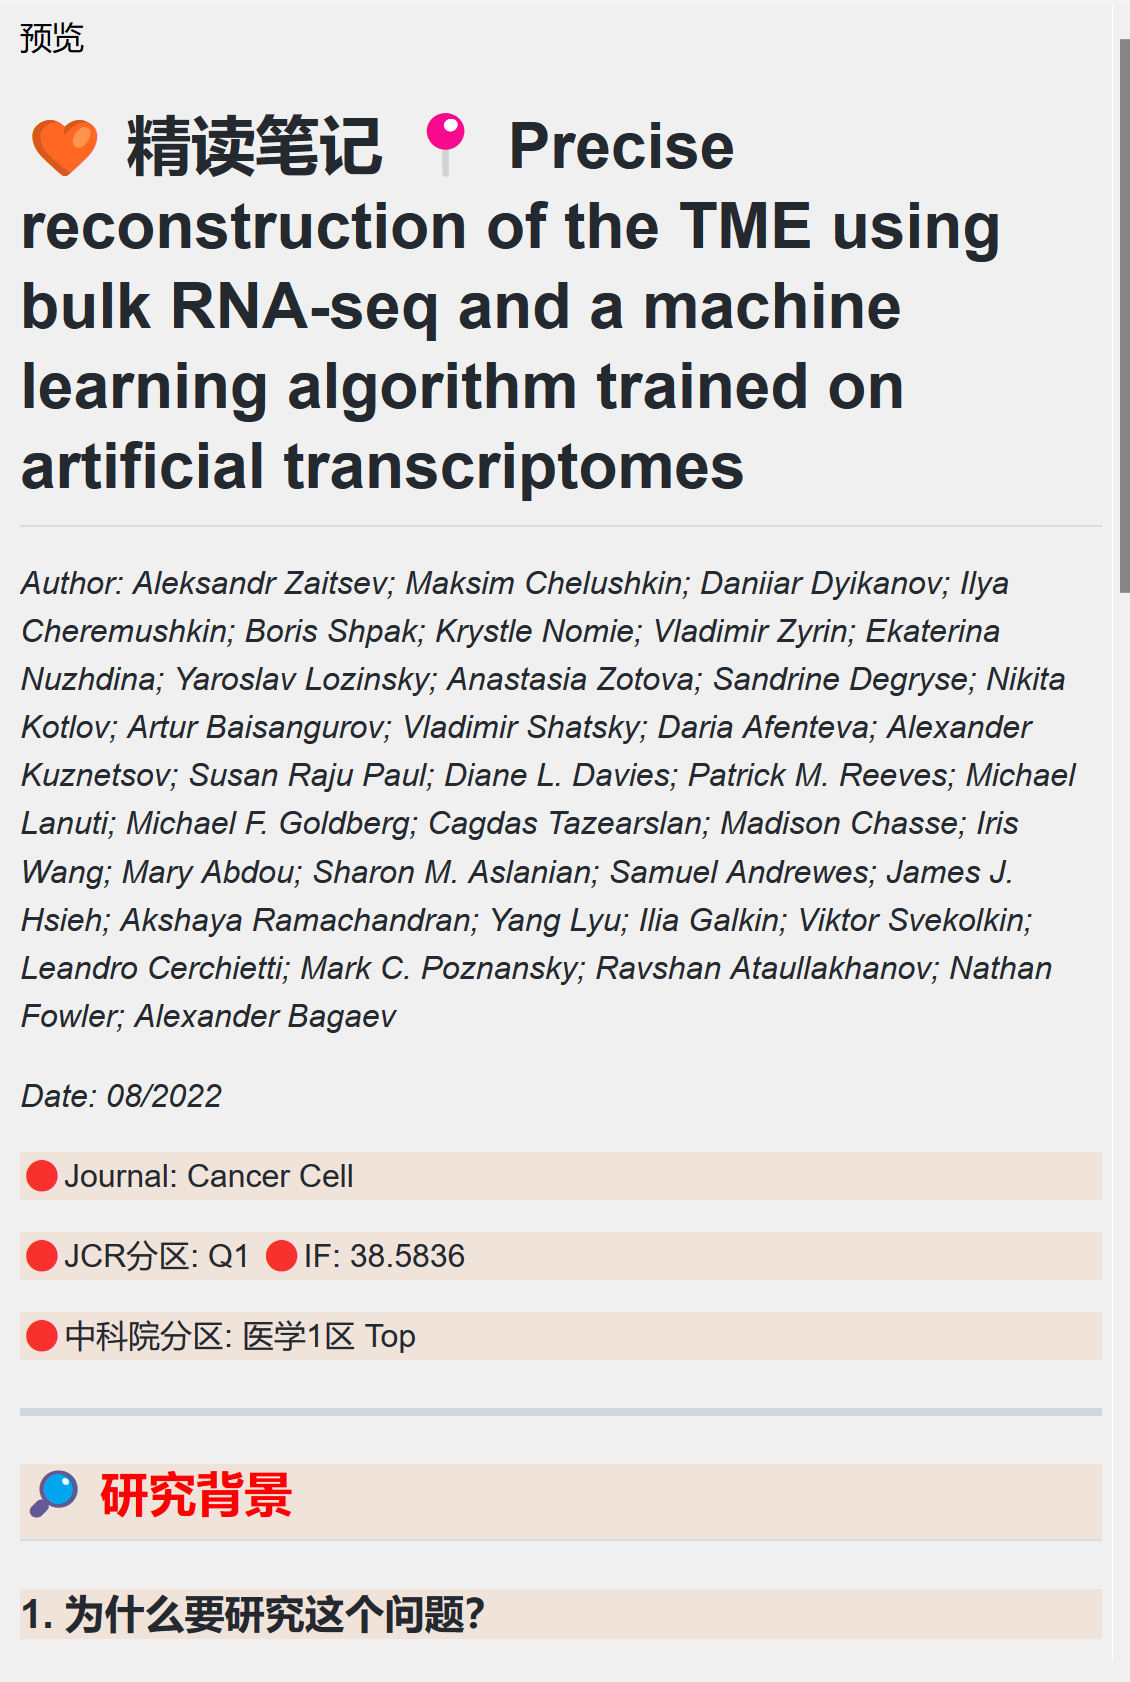 预览
🧡 精读笔记 📍 Precise
reconstruction of the TME using
bulk RNA-seq and a machine
learning algorithm trained on
artificial transcriptomes
Author: Aleksandr Zaitsev; Maksim Chelushkin; Daniiar Dyikanov; Ilya
Cheremushkin; Boris Shpak; Krystle Nomie; Vladimir Zyrin; Ekaterina
Nuzhdina; Yaroslav Lozinsky; Anastasia Zotova; Sandrine Degryse; Nikita
Kotlov; Artur Baisangurov; Vladimir Shatsky; Daria Afenteva; Alexander
Kuznetsov; Susan Raju Paul; Diane L. Davies; Patrick M. Reeves; Michael
Lanuti; Michael F. Goldberg; Cagdas Tazearslan; Madison Chasse; Iris
Wang; Mary Abdou; Sharon M. Aslanian; Samuel Andrewes; James J.
Hsieh; Akshaya Ramachandran; Yang Lyu; Ilia Galkin; Viktor Svekolkin;
Leandro Cerchietti; Mark C. Poznansky; Ravshan Ataullakhanov; Nathan
Fowler; Alexander Bagaev
Date: 08/2022
🔴Journal: Cancer Cell
🔴JCR分区: Q1 🔴IF: 38.5836
🔴中科院分区: 医学1区 Top
🔎 研究背景
1. 为什么要研究这个问题?